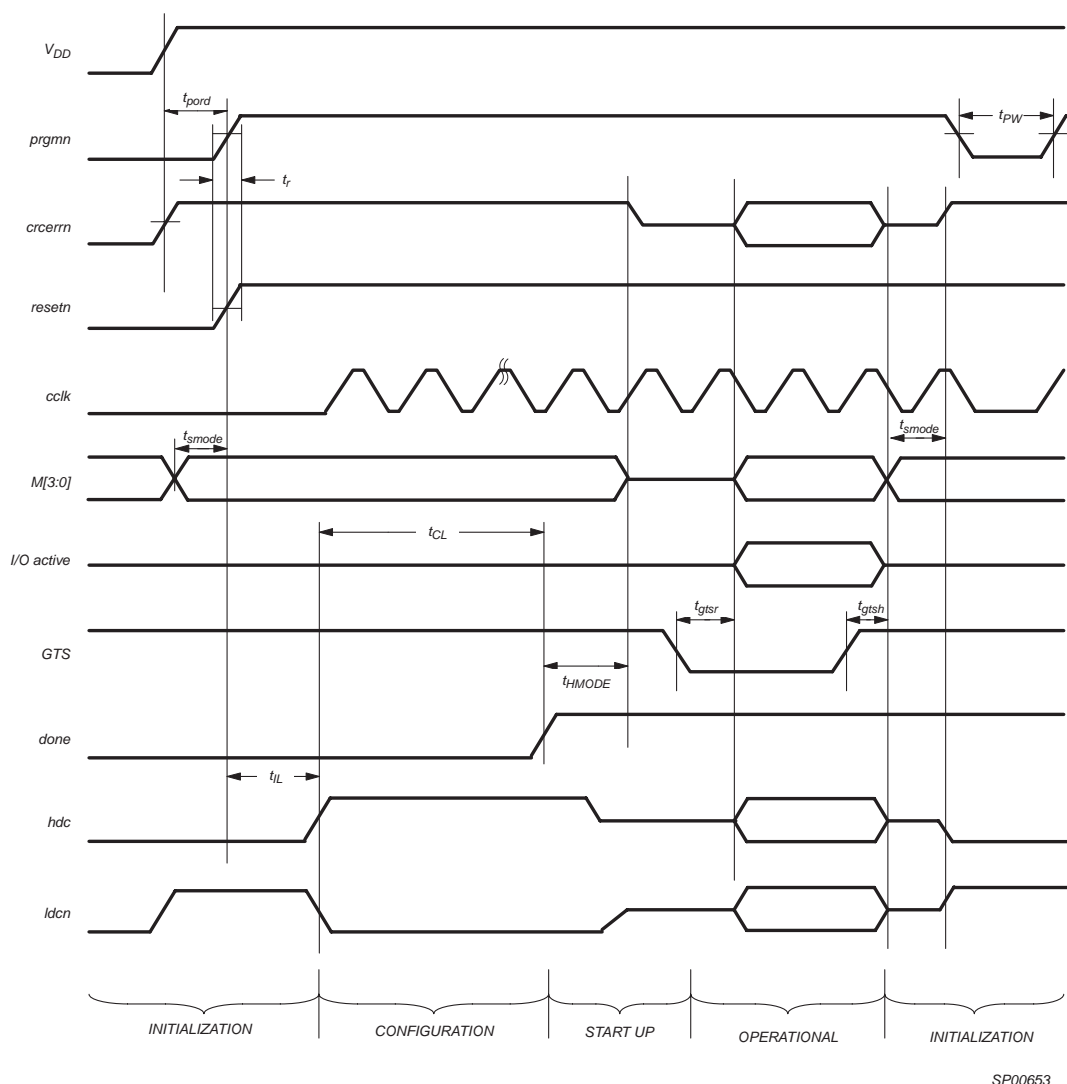 VDD
tpord
prgmn
tPW
tr
crcerrn
resetn
cclk
tsmode
tsmode
M[3:0]
tCL
I/O active
tgtsr
tgtsh
GTS
tHMODE
done
tIL
hdc
ldcn
INITIALIZATION
CONFIGURATION
START UP
OPERATIONAL
INITIALIZATION
SP00653